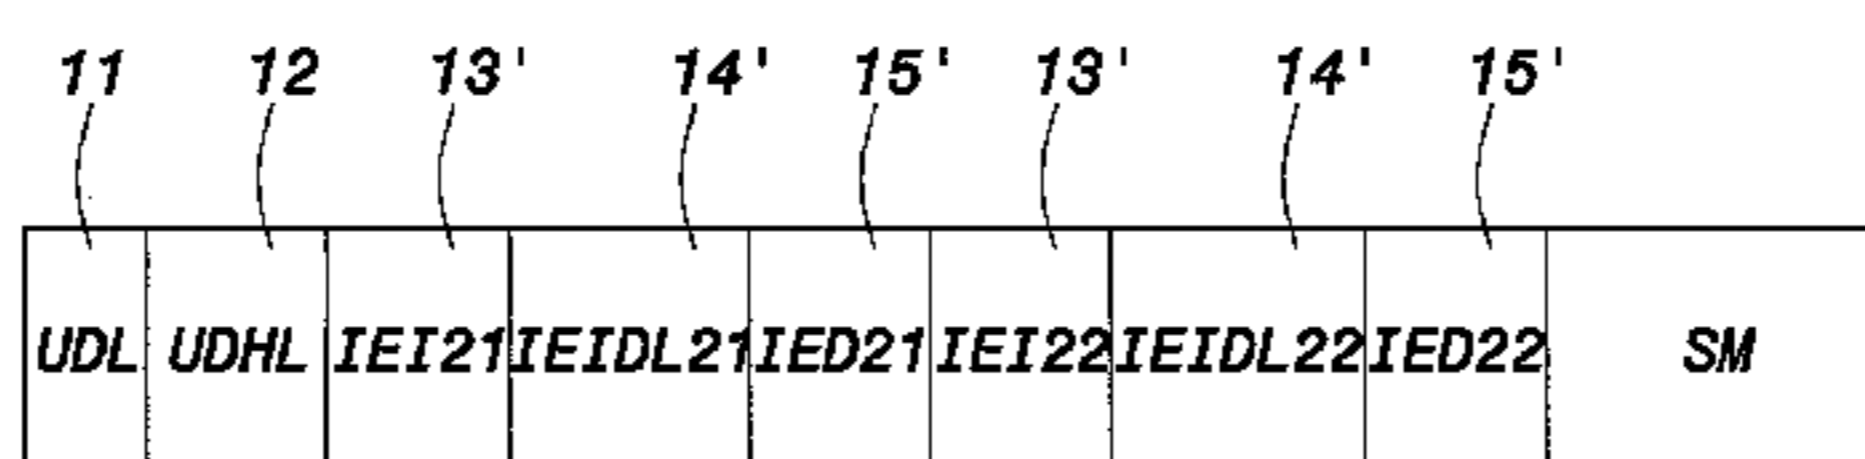 11 12 13' 14' 15' 13' 14' 15'
UDL UDHL IEI21 IEIDL21 IED21 IEI22 IEIDL22 IED22 SM